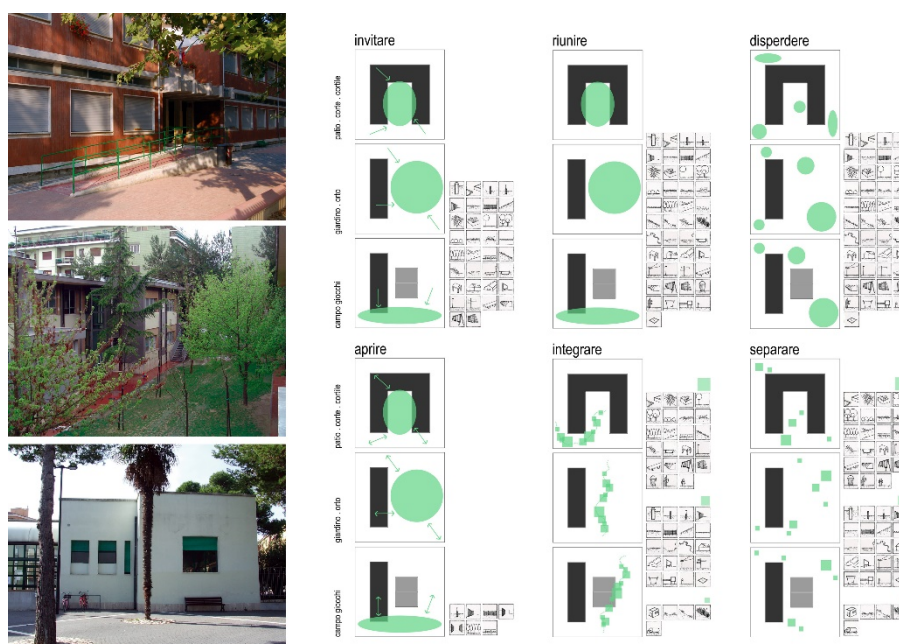 invitare
riunire
disperdere
patio . corte . cortile
giardino . orto
campo giochi
aprire
integrare
separare
patio . corte . cortile
giardino . orto
campo giochi